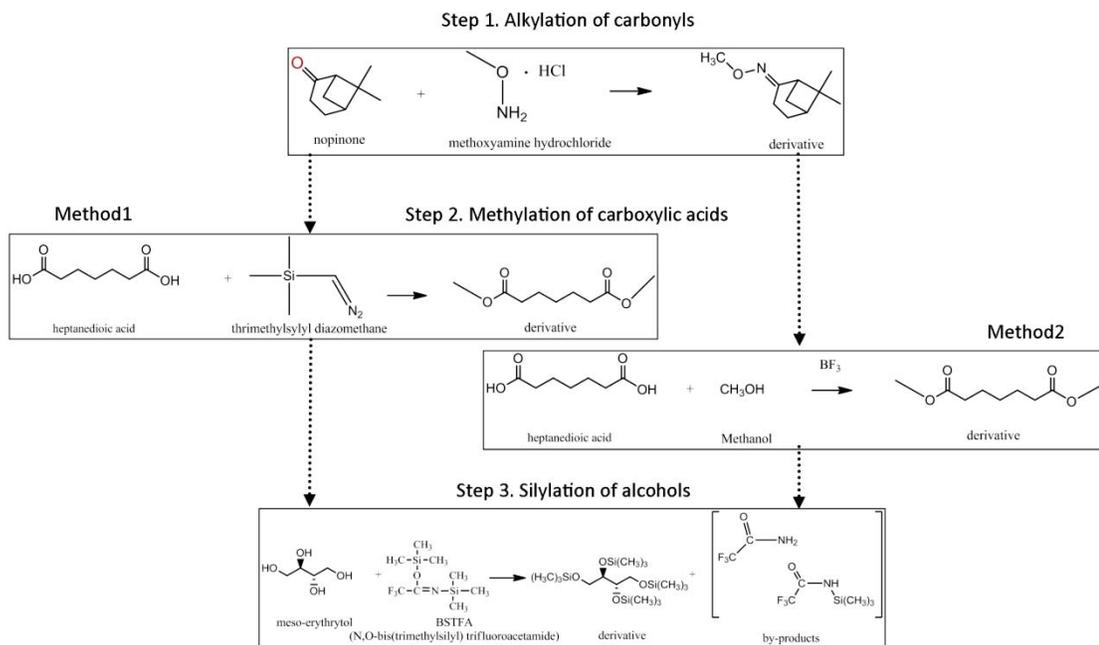 Step 1. Alkylation of carbonyls
O
O · HCl
NH2
+
H3C
O-N
nopinone
methoxyamine hydrochloride
derivative
Method1
Step 2. Methylation of carboxylic acids
O
O
HO
OH
+
Si
N2
O
O
O
O
heptanedioic acid
thrimethylsylyl diazomethane
derivative
Method2
O
O
HO
OH
+
CH3OH
BF3
O
O
O
O
heptanedioic acid
Methanol
derivative
Step 3. Silylation of alcohols
OH
HO
OH
OH
+
CH3
H3C-Si-CH3
O
CH3
F3C-C=N-Si-CH3
CH3
OSi(CH3)3
(H3C)3SiO
OSi(CH3)3
OSi(CH3)3
+
O
C-NH2
F3C
O
C-NH
F3C
Si(CH3)3
meso-erythrytol
BSTFA
(N,O-bis(trimethylsilyl) trifluoroacetamide)
derivative
by-products